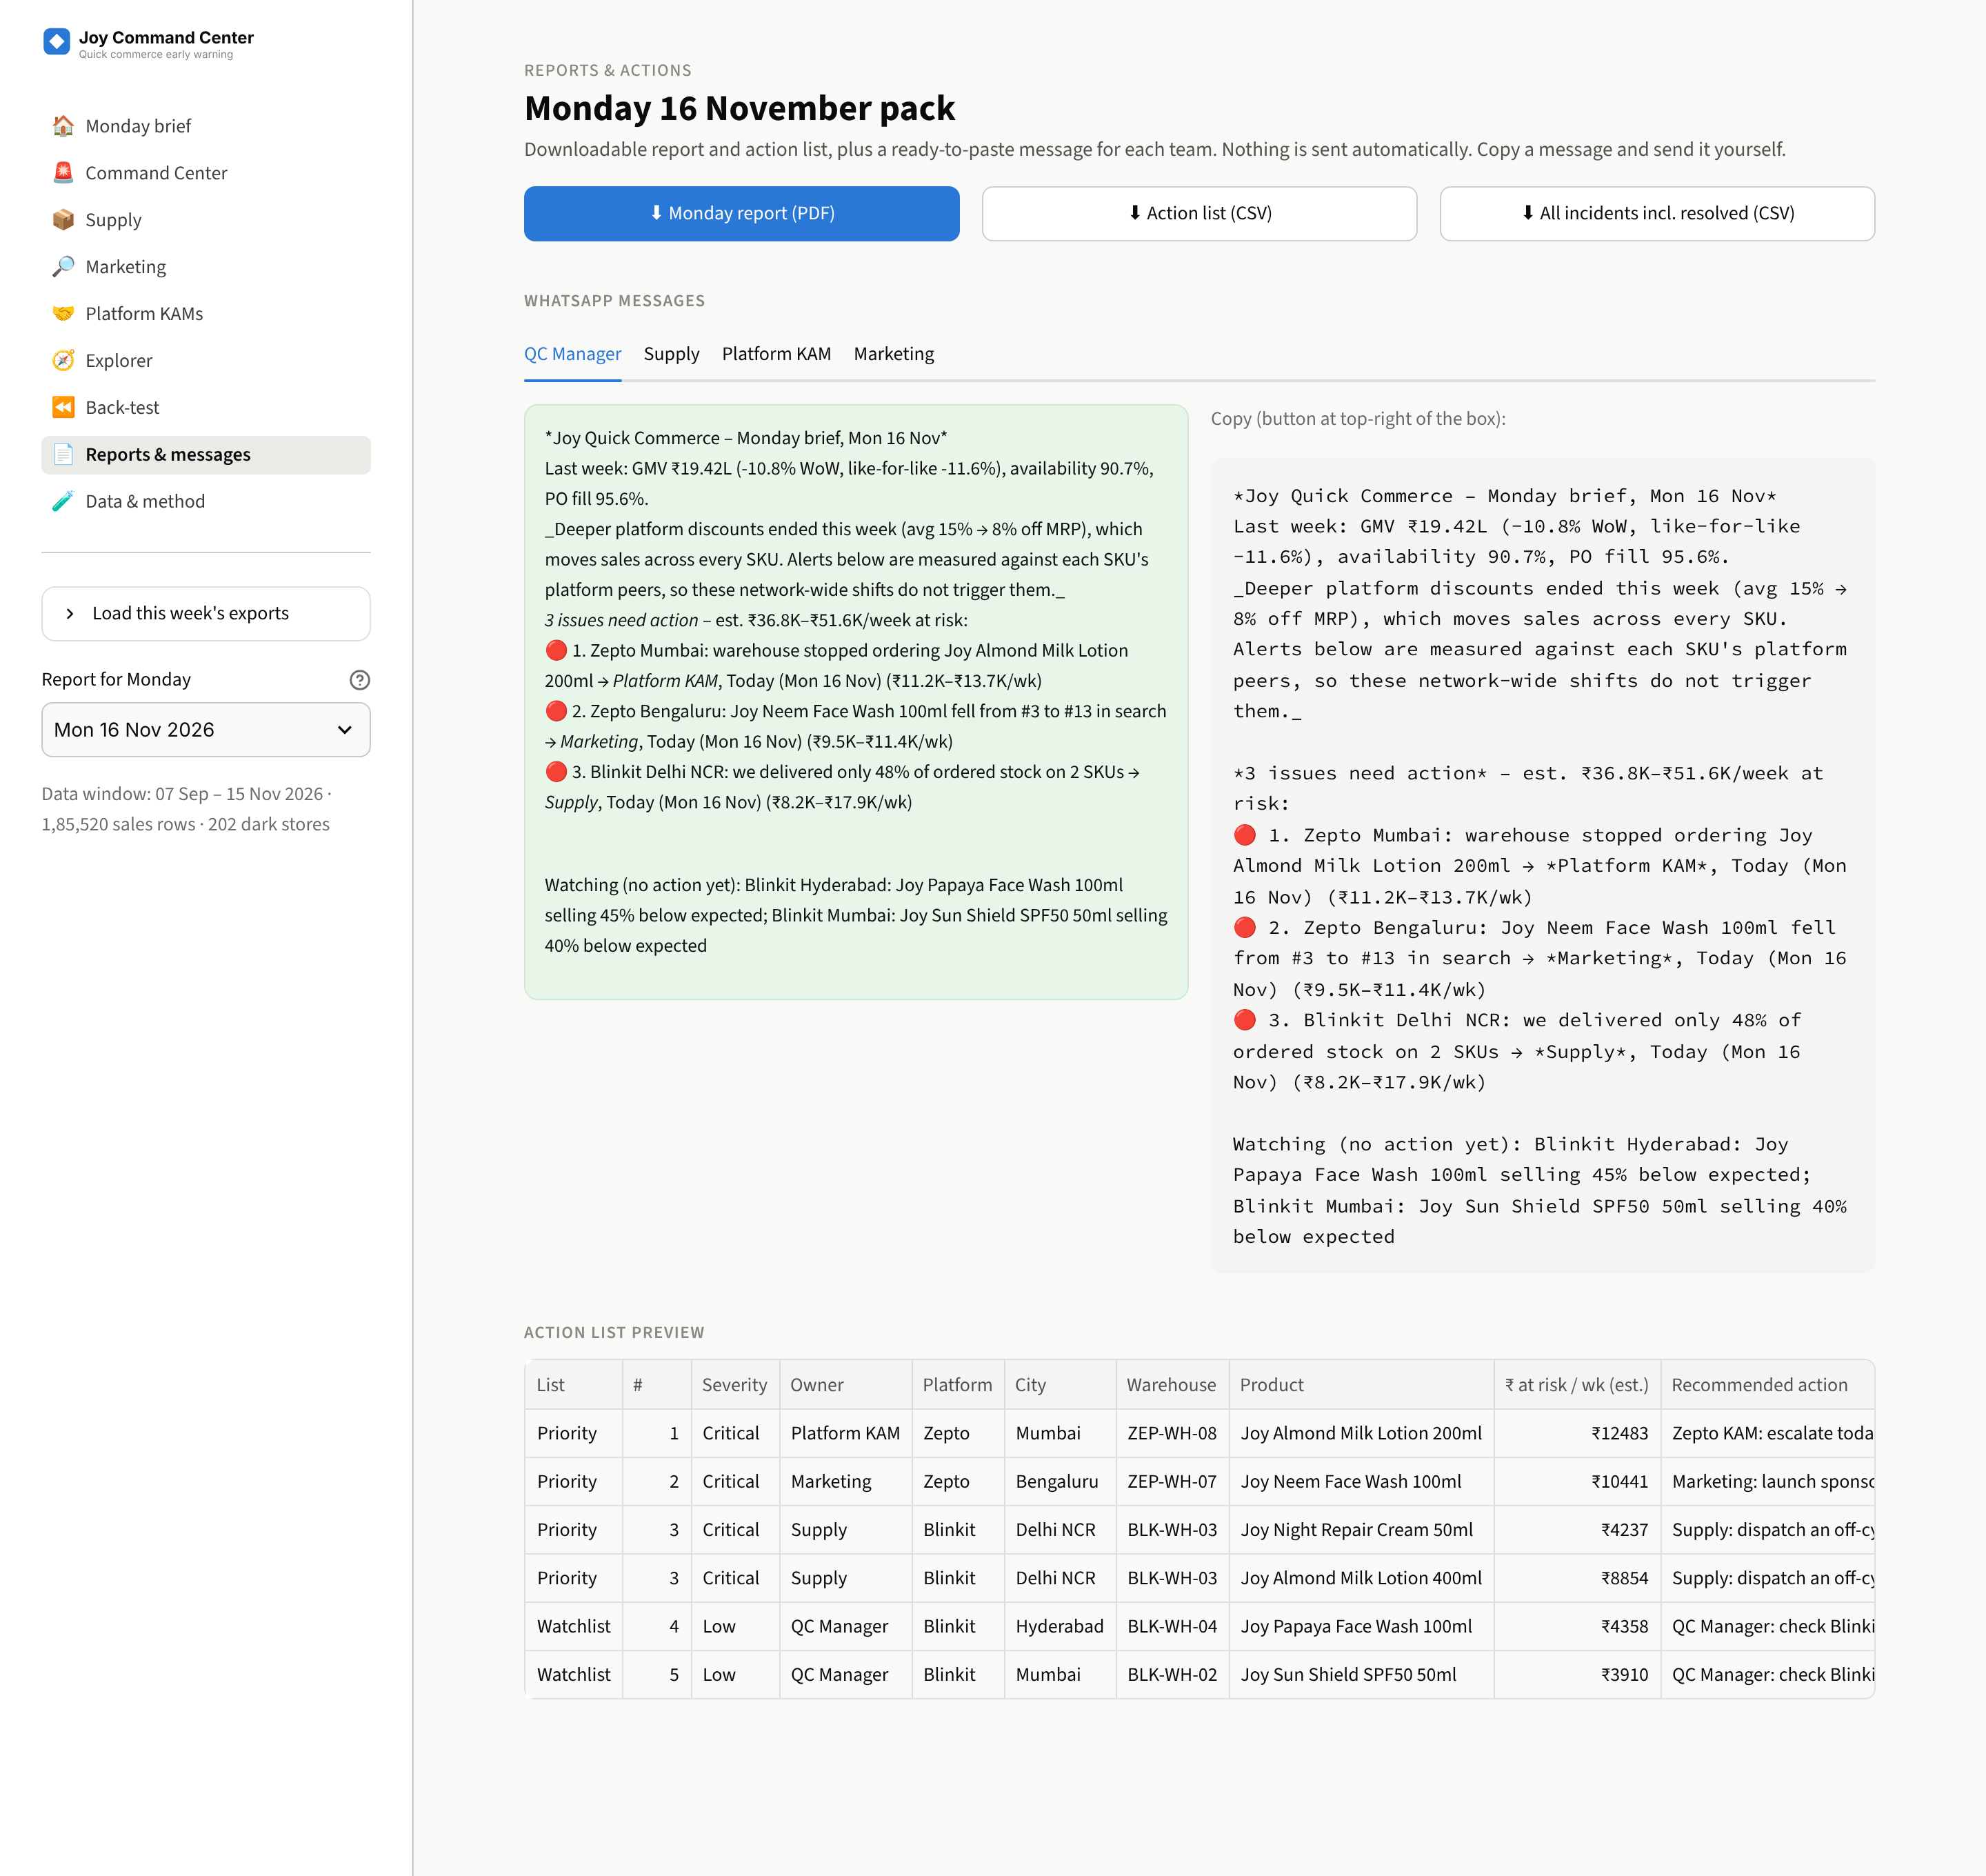 Joy Command Center
Quick commerce early warning
Monday brief
Command Center
Supply
Marketing
Platform KAMs
Explorer
Back-test
Reports & messages
Data & method
Load this week's exports
Report for Monday
Mon 16 Nov 2026
Data window: 07 Sep – 15 Nov 2026 ·
1,85,520 sales rows · 202 dark stores
REPORTS & ACTIONS
Monday 16 November pack
Downloadable report and action list, plus a ready-to-paste message for each team. Nothing is sent automatically. Copy a message and send it yourself.
⬇ Monday report (PDF)
⬇ Action list (CSV)
⬇ All incidents incl. resolved (CSV)
WHATSAPP MESSAGES
QC Manager Supply Platform KAM Marketing
*Joy Quick Commerce – Monday brief, Mon 16 Nov*
Last week: GMV ₹19.42L (-10.8% WoW, like-for-like -11.6%), availability 90.7%,
PO fill 95.6%.
_Deeper platform discounts ended this week (avg 15% → 8% off MRP), which
moves sales across every SKU. Alerts below are measured against each SKU's
platform peers, so these network-wide shifts do not trigger them._
3 issues need action – est. ₹36.8K–₹51.6K/week at risk:
🔴 1. Zepto Mumbai: warehouse stopped ordering Joy Almond Milk Lotion
200ml → Platform KAM, Today (Mon 16 Nov) (₹11.2K–₹13.7K/wk)
🔴 2. Zepto Bengaluru: Joy Neem Face Wash 100ml fell from #3 to #13 in search
→ Marketing, Today (Mon 16 Nov) (₹9.5K–₹11.4K/wk)
🔴 3. Blinkit Delhi NCR: we delivered only 48% of ordered stock on 2 SKUs →
Supply, Today (Mon 16 Nov) (₹8.2K–₹17.9K/wk)
Watching (no action yet): Blinkit Hyderabad: Joy Papaya Face Wash 100ml
selling 45% below expected; Blinkit Mumbai: Joy Sun Shield SPF50 50ml selling
40% below expected
Copy (button at top-right of the box):
*Joy Quick Commerce – Monday brief, Mon 16 Nov*
Last week: GMV ₹19.42L (-10.8% WoW, like-for-like
-11.6%), availability 90.7%, PO fill 95.6%.
_Deeper platform discounts ended this week (avg 15% →
8% off MRP), which moves sales across every SKU.
Alerts below are measured against each SKU's platform
peers, so these network-wide shifts do not trigger
them._
*3 issues need action* – est. ₹36.8K–₹51.6K/week at
risk:
🔴 1. Zepto Mumbai: warehouse stopped ordering Joy
Almond Milk Lotion 200ml → *Platform KAM*, Today (Mon
16 Nov) (₹11.2K–₹13.7K/wk)
🔴 2. Zepto Bengaluru: Joy Neem Face Wash 100ml fell
from #3 to #13 in search → *Marketing*, Today (Mon 16
Nov) (₹9.5K–₹11.4K/wk)
🔴 3. Blinkit Delhi NCR: we delivered only 48% of
ordered stock on 2 SKUs → *Supply*, Today (Mon 16
Nov) (₹8.2K–₹17.9K/wk)
Watching (no action yet): Blinkit Hyderabad: Joy
Papaya Face Wash 100ml selling 45% below expected;
Blinkit Mumbai: Joy Sun Shield SPF50 50ml selling 40%
below expected
ACTION LIST PREVIEW
List # Severity Owner Platform City Warehouse Product ₹ at risk / wk (est.) Recommended action
Priority 1 Critical Platform KAM Zepto Mumbai ZEP-WH-08 Joy Almond Milk Lotion 200ml ₹12483 Zepto KAM: escalate toda
Priority 2 Critical Marketing Zepto Bengaluru ZEP-WH-07 Joy Neem Face Wash 100ml ₹10441 Marketing: launch sponsc
Priority 3 Critical Supply Blinkit Delhi NCR BLK-WH-03 Joy Night Repair Cream 50ml ₹4237 Supply: dispatch an off-cy
Priority 3 Critical Supply Blinkit Delhi NCR BLK-WH-03 Joy Almond Milk Lotion 400ml ₹8854 Supply: dispatch an off-cy
Watchlist 4 Low QC Manager Blinkit Hyderabad BLK-WH-04 Joy Papaya Face Wash 100ml ₹4358 QC Manager: check Blinki
Watchlist 5 Low QC Manager Blinkit Mumbai BLK-WH-02 Joy Sun Shield SPF50 50ml ₹3910 QC Manager: check Blinki